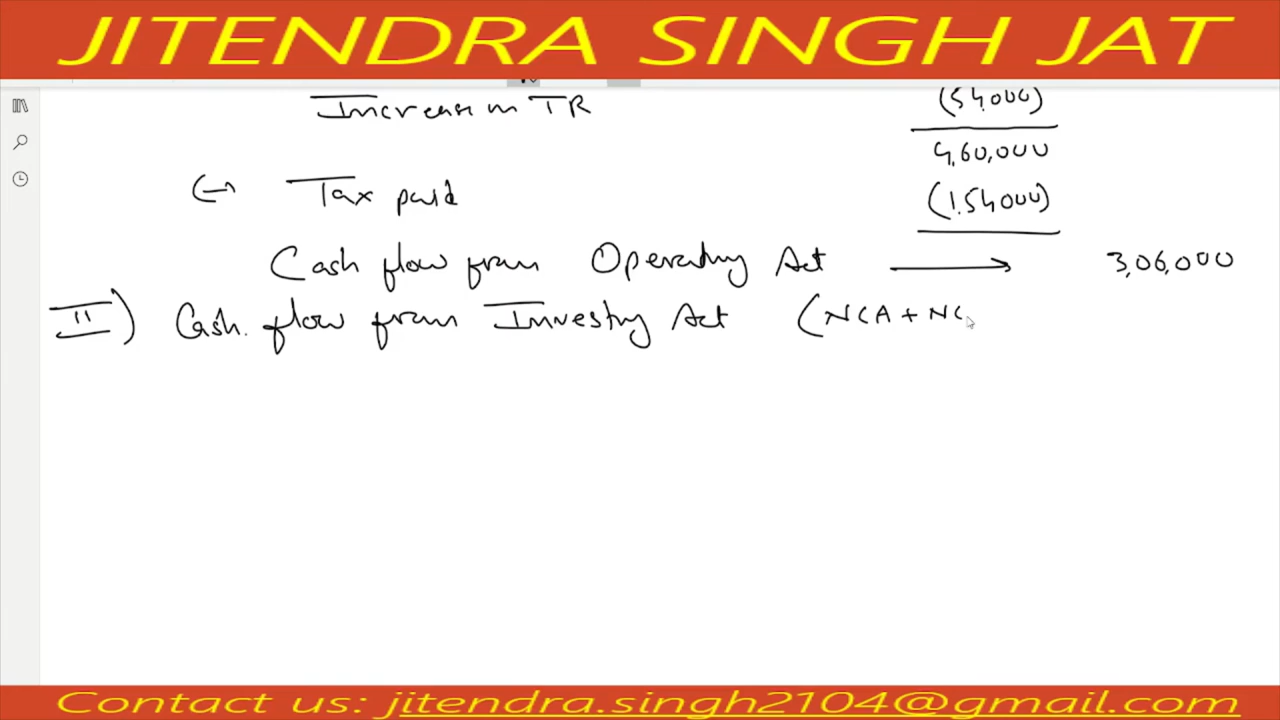 JITENDRA SINGH JAT
Increase in TR (54,000)
4,60,000
(-) Tax paid (1,54,000)
Cash flow from Operating Act → 3,06,000
II) Cash flow from Investing Act (NCA + NC
Contact us: jitendra.singh2104@gmail.com